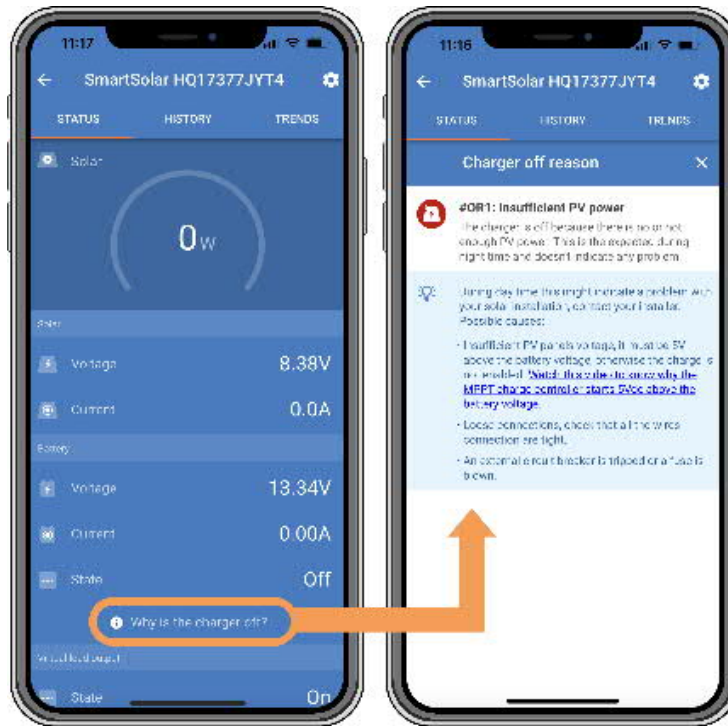 11:17
SmartSolar HQ17377JYT4
STATUS HISTORY TRENDS
Solar
0W
Solar
Voltage 8.38V
Current 0.0A
Battery
Voltage 13.34V
Current 0.00A
State Off
Why is the charger off?
Virtual load output
State On
11:16
SmartSolar HQ17377JYT4
STATUS HISTORY TRENDS
Charger off reason
#OR1: Insufficient PV power
The charger is off because there is no or not
enough PV power. This is the expected during
night time and doesn't indicate any problem.
During day time this might indicate a problem with
your solar installation, contact your installer.
Possible causes:
· Insufficient PV panels voltage, it must be 5V
above the battery voltage, otherwise the charge is
not enabled. Watch this video to know why the
MPPT charge controller starts 5Vdc above the
battery voltage.
· Loose connections, check that all the wires
connection are tight.
· An external circuit breaker is tripped or a fuse is
blown.